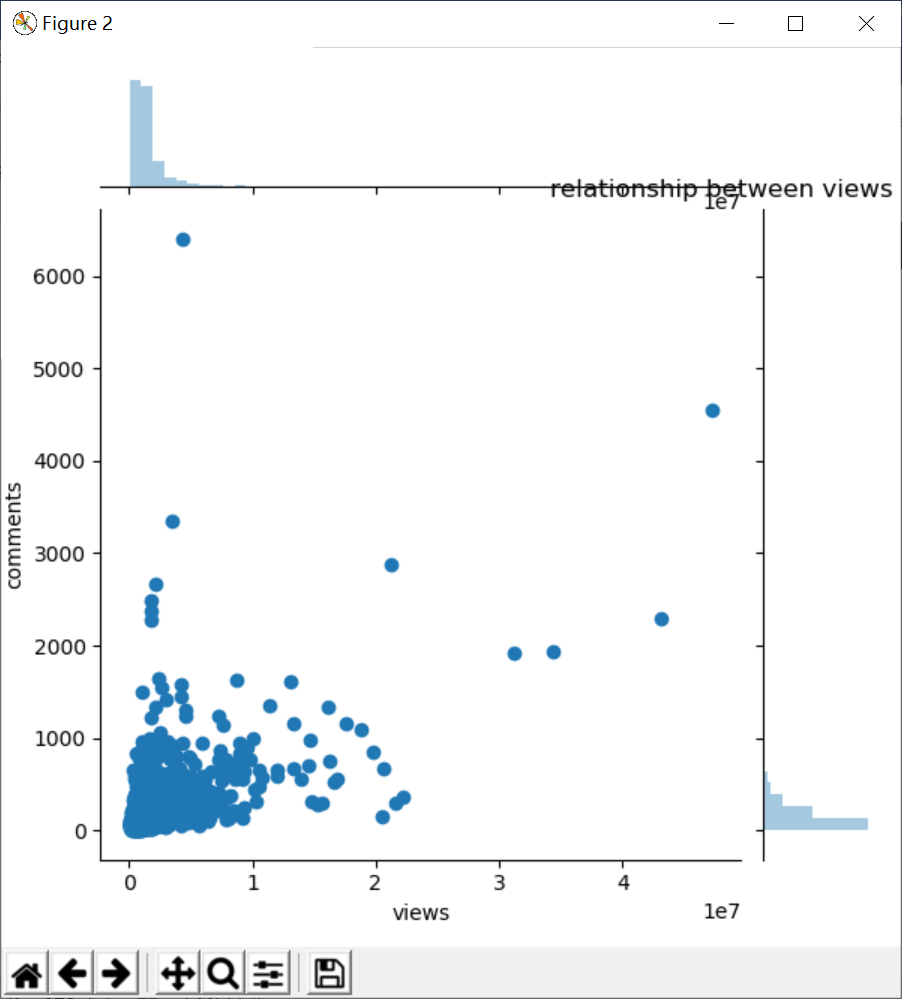 Figure 2
relationship between views
1e7
6000
5000
4000
3000
2000
1000
0
comments
0 1 2 3 4
views
1e7